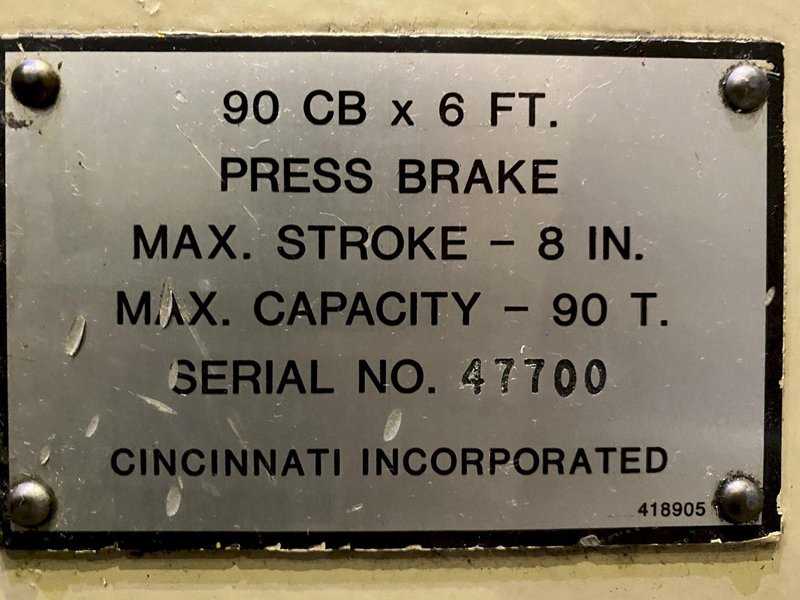 90 CB x 6 FT.
PRESS BRAKE
MAX. STROKE – 8 IN.
MAX. CAPACITY – 90 T.
SERIAL NO. 47700
CINCINNATI INCORPORATED
418905